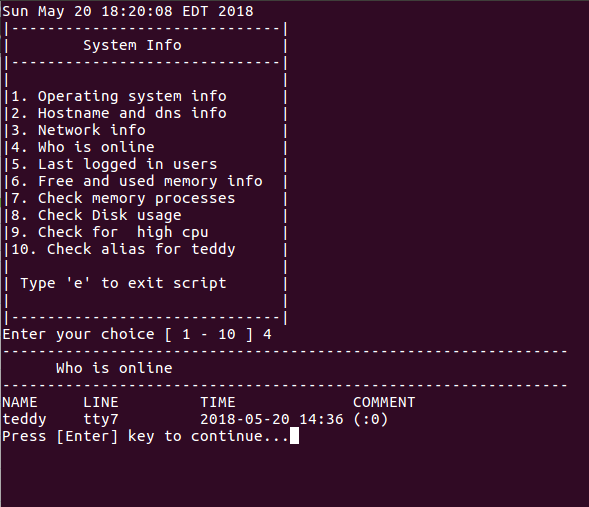 Sun May 20 18:20:08 EDT 2018
|------------------------------|
|        System Info           |
|------------------------------|
|                              |
|1. Operating system info      |
|2. Hostname and dns info      |
|3. Network info               |
|4. Who is online              |
|5. Last logged in users       |
|6. Free and used memory info  |
|7. Check memory processes     |
|8. Check Disk usage           |
|9. Check for  high cpu        |
|10. Check alias for teddy     |
|                              |
| Type 'e' to exit script      |
|                              |
|------------------------------|
Enter your choice [ 1 - 10 ] 4
---------------------------------------------------------------
      Who is online
---------------------------------------------------------------
NAME     LINE         TIME             COMMENT
teddy    tty7         2018-05-20 14:36 (:0)
Press [Enter] key to continue...